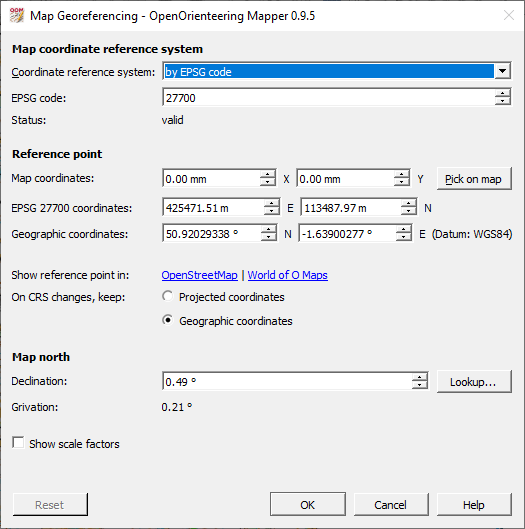 OOM Map Georeferencing - OpenOrienteering Mapper 0.9.5
Map coordinate reference system
Coordinate reference system: by EPSG code
EPSG code: 27700
Status: valid
Reference point
Map coordinates: 0.00 mm X 0.00 mm Y Pick on map
EPSG 27700 coordinates: 425471.51 m E 113487.97 m N
Geographic coordinates: 50.92029338 ° N -1.63900277 ° E (Datum: WGS84)
Show reference point in: OpenStreetMap | World of O Maps
On CRS changes, keep: Projected coordinates
Geographic coordinates
Map north
Declination: 0.49 ° Lookup...
Grivation: 0.21 °
Show scale factors
Reset OK Cancel Help